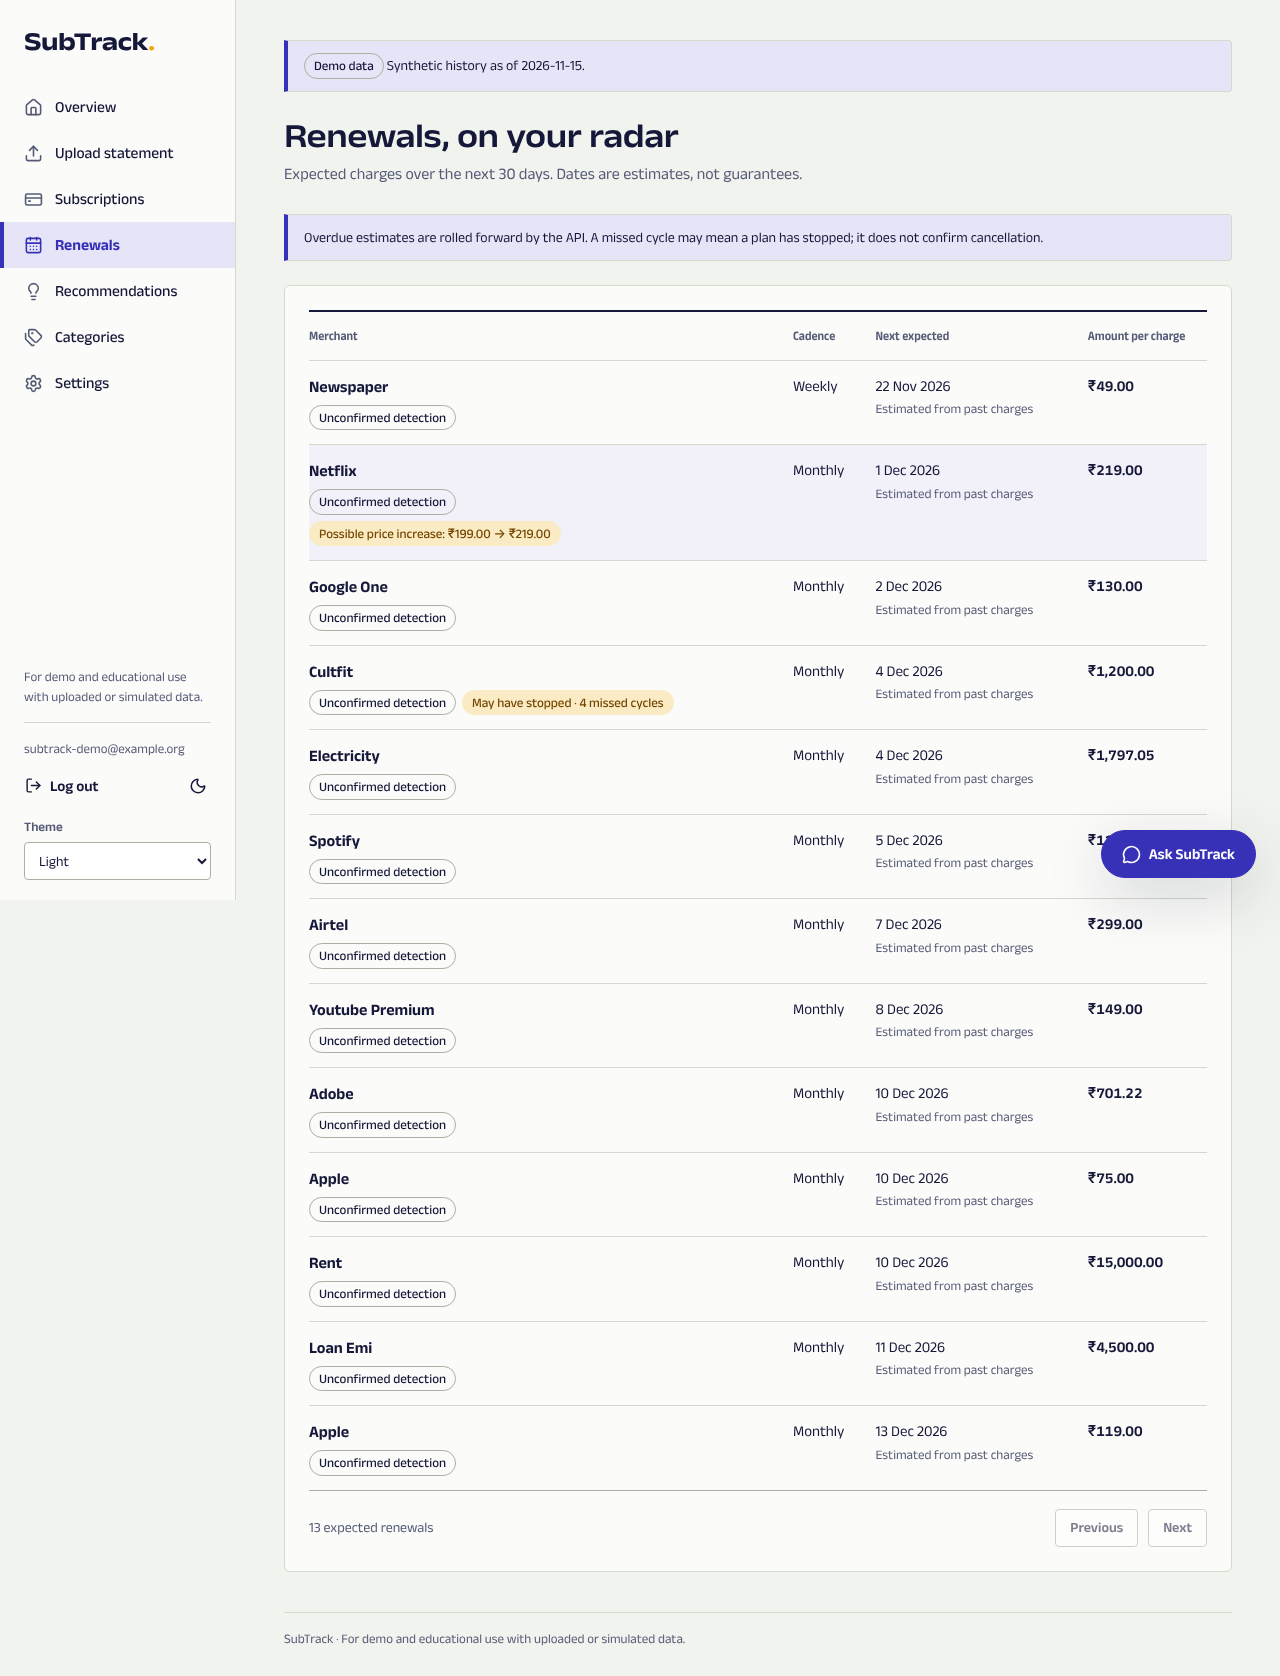 SubTrack.
Overview
Upload statement
Subscriptions
Renewals
Recommendations
Categories
Settings
For demo and educational use
with uploaded or simulated data.
subtrack-demo@example.org
Log out
Theme
Light
Demo data Synthetic history as of 2026-11-15.
Renewals, on your radar
Expected charges over the next 30 days. Dates are estimates, not guarantees.
Overdue estimates are rolled forward by the API. A missed cycle may mean a plan has stopped; it does not confirm cancellation.
Merchant Cadence Next expected Amount per charge
Newspaper Weekly 22 Nov 2026 ₹49.00
Unconfirmed detection Estimated from past charges
Netflix Monthly 1 Dec 2026 ₹219.00
Unconfirmed detection Estimated from past charges
Possible price increase: ₹199.00 → ₹219.00
Google One Monthly 2 Dec 2026 ₹130.00
Unconfirmed detection Estimated from past charges
Cultfit Monthly 4 Dec 2026 ₹1,200.00
Unconfirmed detection May have stopped · 4 missed cycles Estimated from past charges
Electricity Monthly 4 Dec 2026 ₹1,797.05
Unconfirmed detection Estimated from past charges
Spotify Monthly 5 Dec 2026
Unconfirmed detection Estimated from past charges
Ask SubTrack
Airtel Monthly 7 Dec 2026 ₹299.00
Unconfirmed detection Estimated from past charges
Youtube Premium Monthly 8 Dec 2026 ₹149.00
Unconfirmed detection Estimated from past charges
Adobe Monthly 10 Dec 2026 ₹701.22
Unconfirmed detection Estimated from past charges
Apple Monthly 10 Dec 2026 ₹75.00
Unconfirmed detection Estimated from past charges
Rent Monthly 10 Dec 2026 ₹15,000.00
Unconfirmed detection Estimated from past charges
Loan Emi Monthly 11 Dec 2026 ₹4,500.00
Unconfirmed detection Estimated from past charges
Apple Monthly 13 Dec 2026 ₹119.00
Unconfirmed detection Estimated from past charges
13 expected renewals Previous Next
SubTrack · For demo and educational use with uploaded or simulated data.